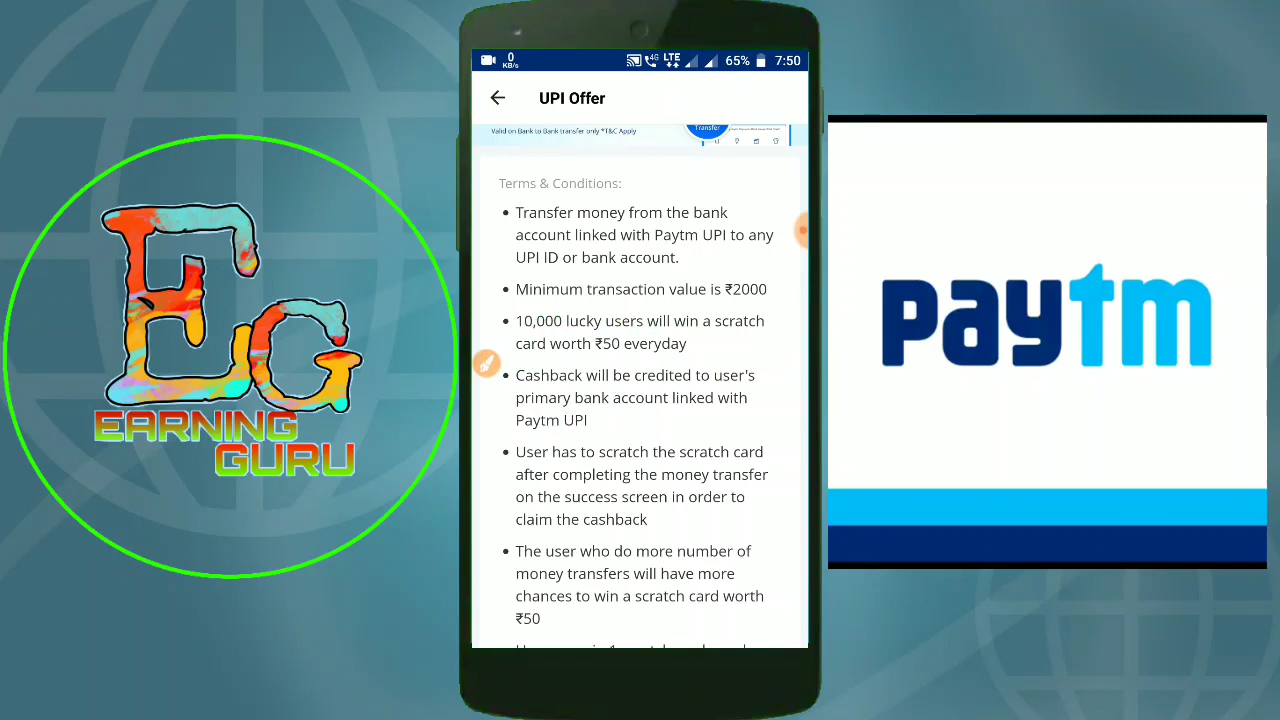 0
KB/s
4G
LTE
65%
7:50
UPI Offer
Valid on Bank to Bank transfer only *T&C Apply
Transfer
Terms & Conditions:
• Transfer money from the bank
account linked with Paytm UPI to any
UPI ID or bank account.
• Minimum transaction value is ₹2000
• 10,000 lucky users will win a scratch
card worth ₹50 everyday
• Cashback will be credited to user's
primary bank account linked with
Paytm UPI
• User has to scratch the scratch card
after completing the money transfer
on the success screen in order to
claim the cashback
• The user who do more number of
money transfers will have more
chances to win a scratch card worth
₹50
EG
EARNING
GURU
paytm